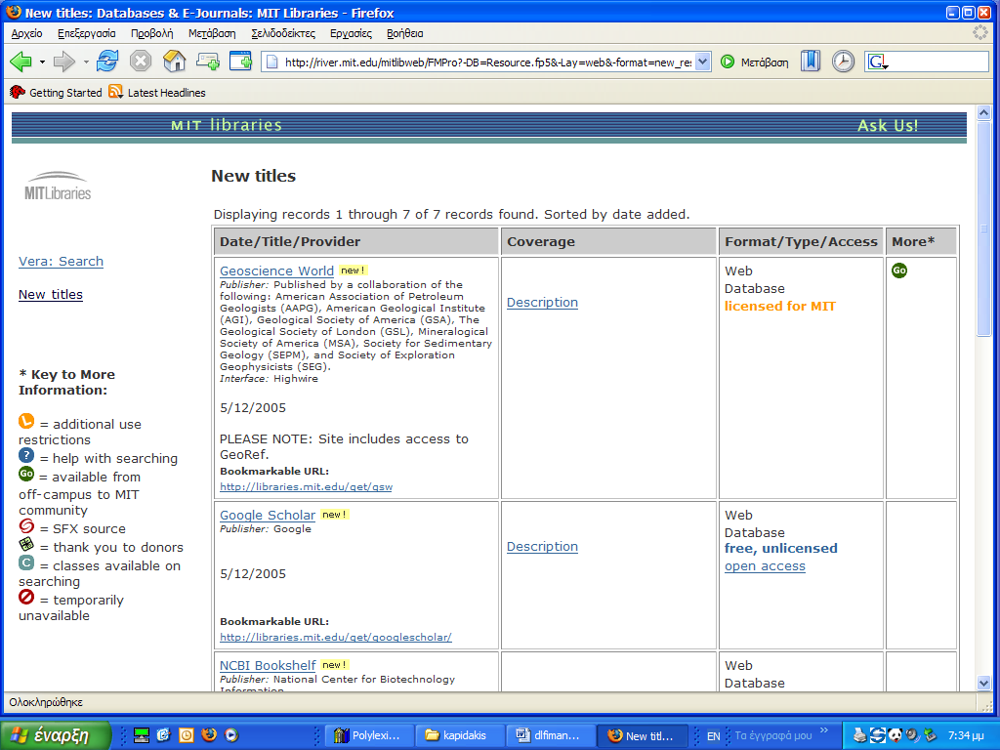 New titles: Databases & E-Journals: MIT Libraries - Firefox
Αρχείο Επεξεργασία Προβολή Μετάβαση Σελιδοδείκτες Εργασίες Βοήθεια
http://river.mit.edu/mitlibweb/FMPro?-DB=Resource.fp5&-Lay=web&-format=new_re Μετάβαση G
Getting Started Latest Headlines
MIT libraries Ask Us!
MITLibraries
Vera: Search
New titles
* Key to More
Information:
L = additional use
restrictions
? = help with searching
Go = available from
off-campus to MIT
community
= SFX source
= thank you to donors
C = classes available on
searching
= temporarily
unavailable
New titles
Displaying records 1 through 7 of 7 records found. Sorted by date added.
Date/Title/Provider Coverage Format/Type/Access More*
Geoscience World new!
Publisher: Published by a collaboration of the
following: American Association of Petroleum
Geologists (AAPG), American Geological Institute
(AGI), Geological Society of America (GSA), The
Geological Society of London (GSL), Mineralogical
Society of America (MSA), Society for Sedimentary
Geology (SEPM), and Society of Exploration
Geophysicists (SEG).
Interface: Highwire
5/12/2005
PLEASE NOTE: Site includes access to
GeoRef.
Bookmarkable URL:
http://libraries.mit.edu/get/gsw
Description
Web
Database
licensed for MIT
Go
Google Scholar new!
Publisher: Google
5/12/2005
Bookmarkable URL:
http://libraries.mit.edu/get/googlescholar/
Description
Web
Database
free, unlicensed
open access
NCBI Bookshelf new!
Publisher: National Center for Biotechnology
Information
Web
Database
Ολοκληρώθηκε
έναρξη Polylexi... kapidakis dlfiman... New titl... EN Τα έγγραφά μου » 7:34 μμ